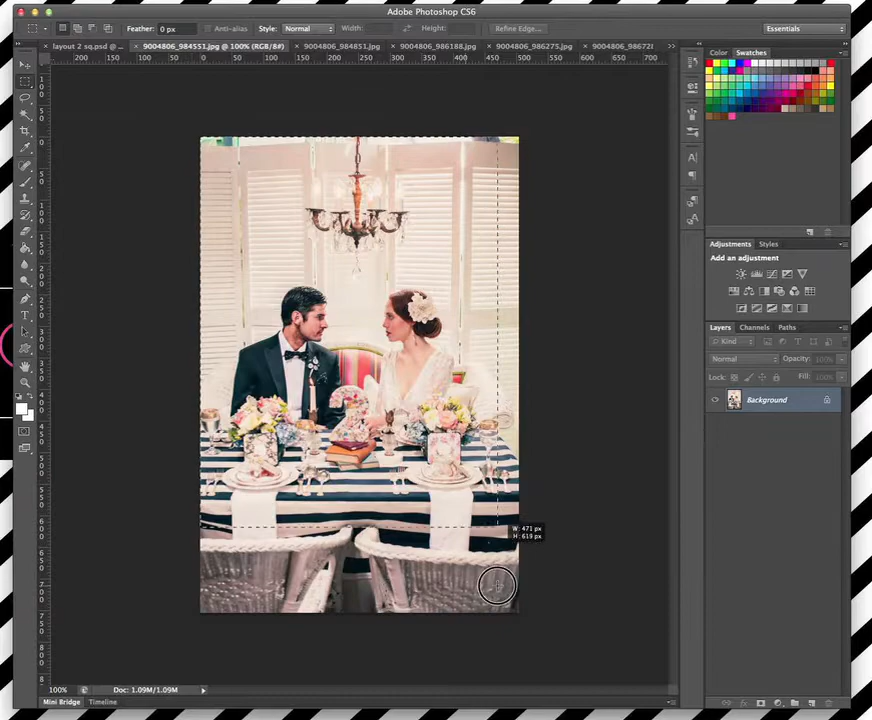 Adobe Photoshop CS6
Feather: 0 px Anti-alias Style: Normal Width: Height: Refine Edge... Essentials
layout 2 sq.psd @ ... 9004806_984551.jpg @ 100% (RGB/8#) 9004806_984851.jpg 9004806_986188.jpg 9004806_986275.jpg 9004806_98672
200 150 100 50 0 50 100 150 200 250 300 350 400 450 500 550 600 650 700
Color Swatches
Adjustments Styles
Add an adjustment
Layers Channels Paths
Kind
Normal Opacity: 100%
Lock: Fill: 100%
Background
W: 471 px
H: 619 px
100% Doc: 1.09M/1.09M
Mini Bridge Timeline